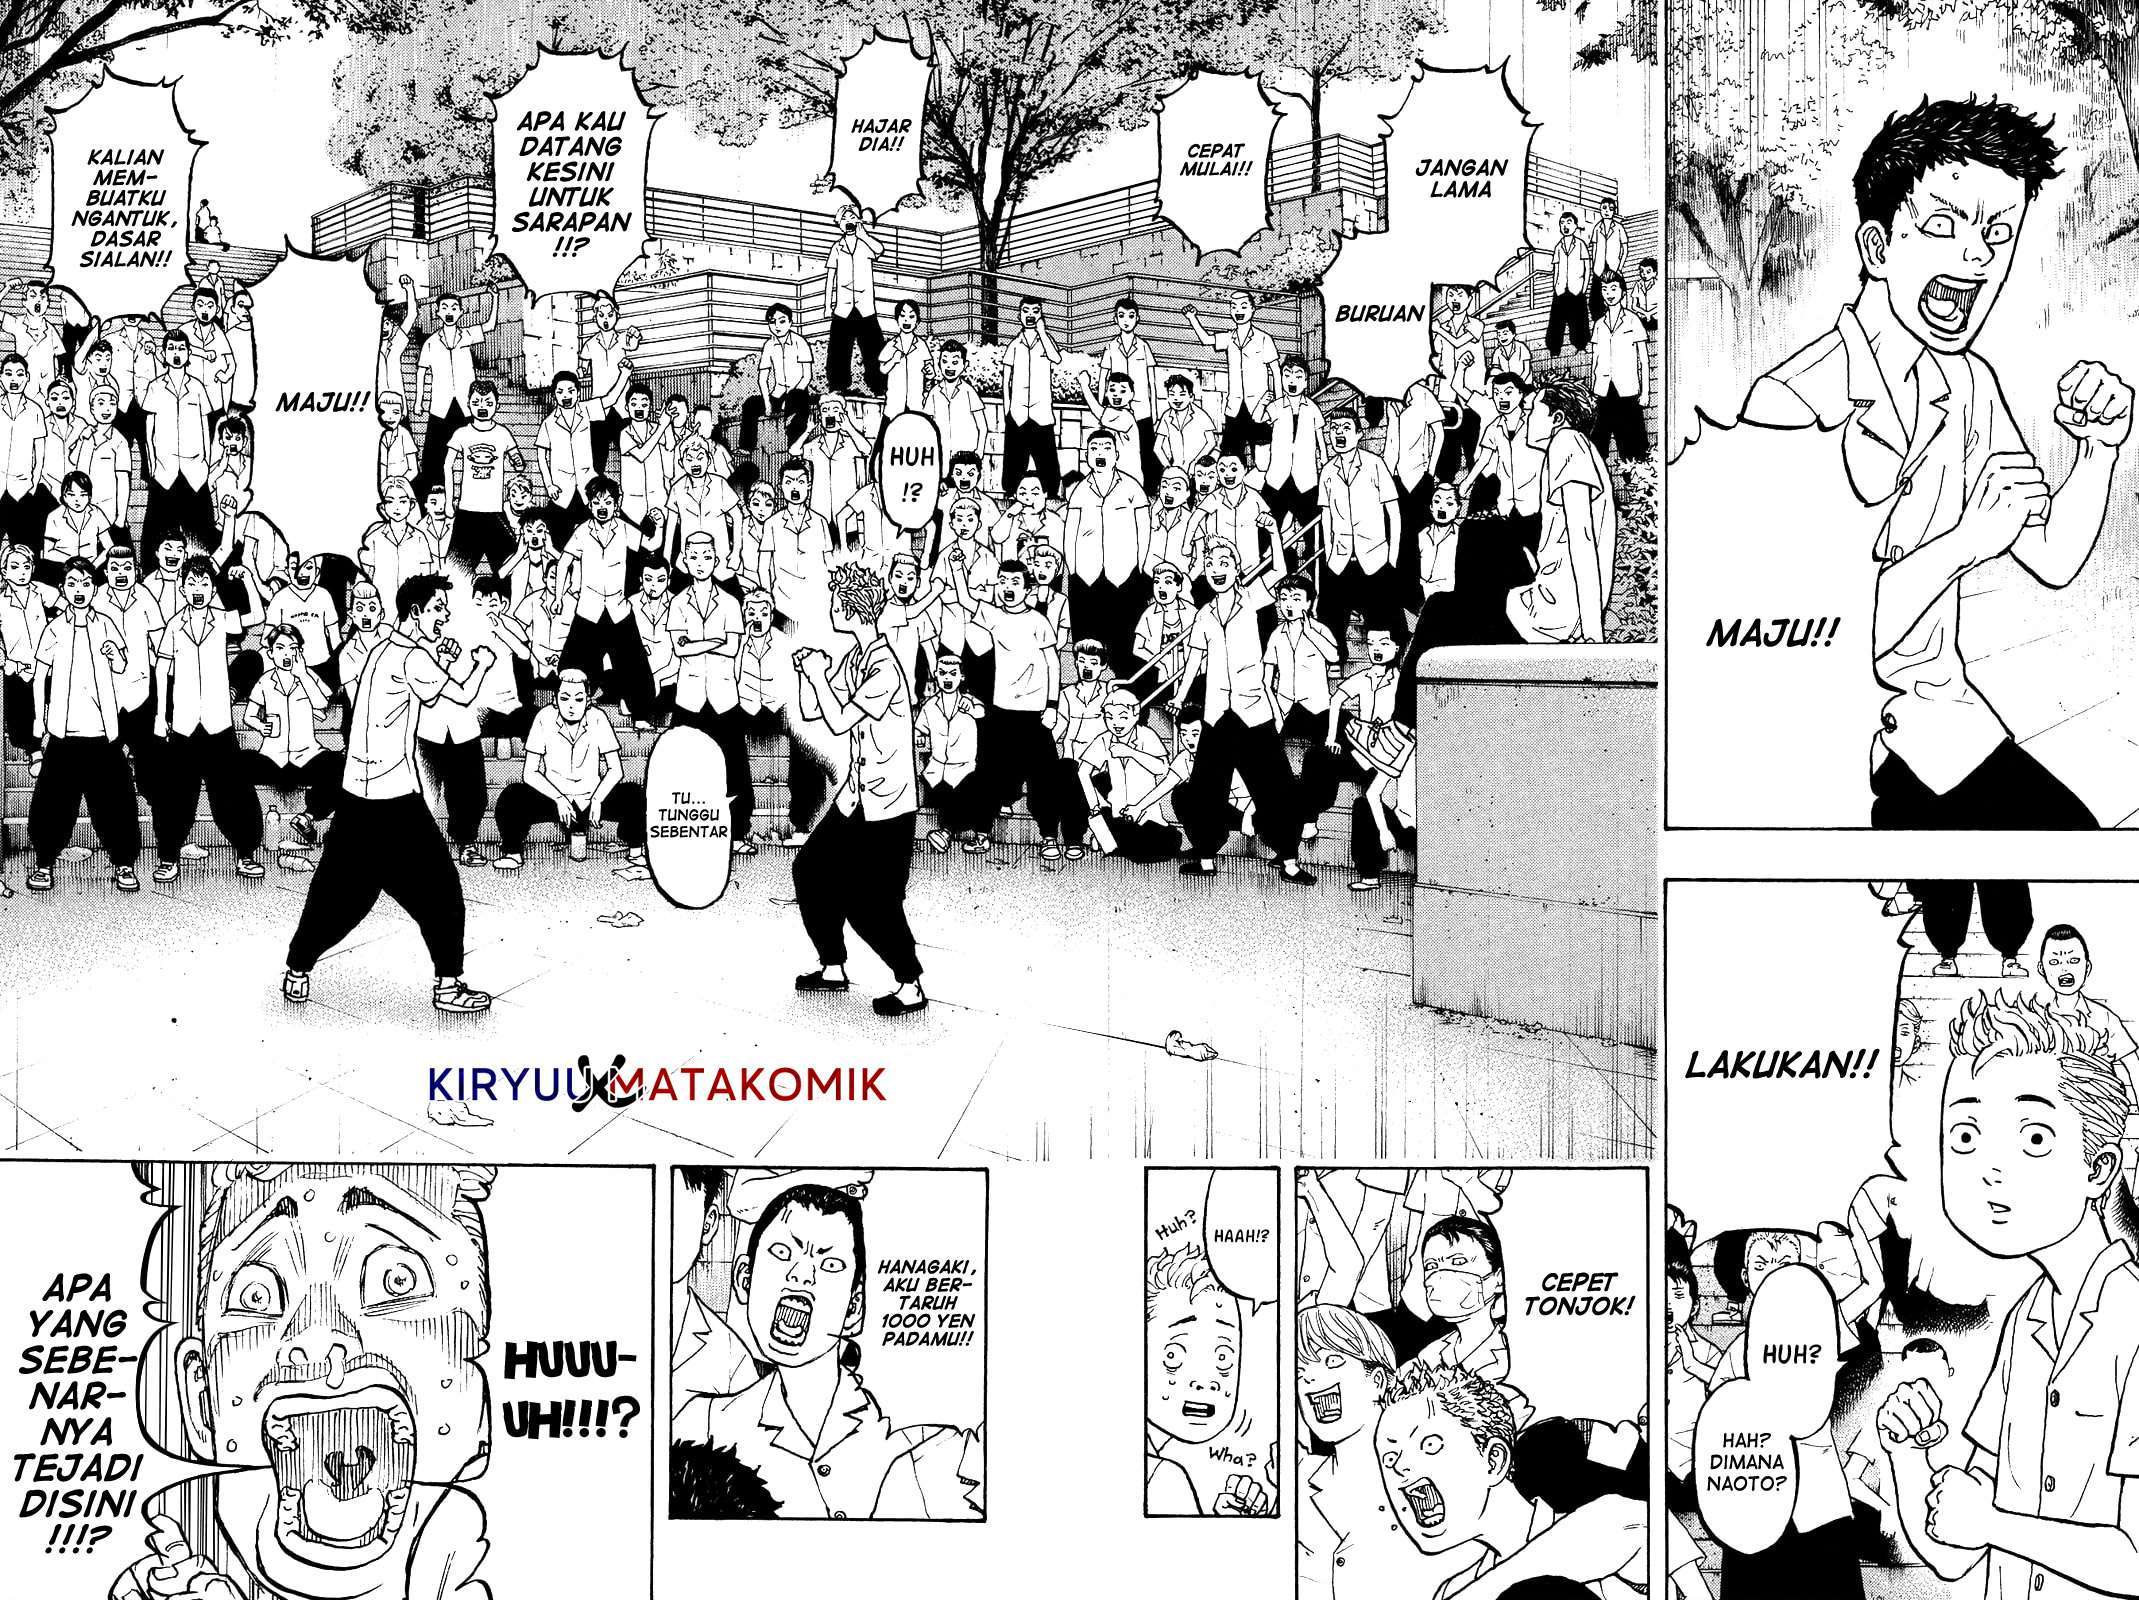 MAJU!!
LAKUKAN!!
HUH?
HAH?
DIMANA
NAOTO?
JANGAN
LAMA
BURUAN
CEPAT
MULAI!!
HAJAR
DIA!!
APA KAU
DATANG
KESINI
UNTUK
SARAPAN
!!?
KALIAN
MEM-
BUATKU
NGANTUK,
DASAR
SIALAN!!
MAJU!!
HUH
!?
TU...
TUNGGU
SEBENTAR
KIRYUU X MATAKOMIK
CEPET
TONJOK!
HAAH!?
Huh?
Wha?
HANAGAKI,
AKU BER-
TARUH
1000 YEN
PADAMU!!
HUUU-
UH!!!?
APA
YANG
SEBE-
NAR-
NYA
TEJADI
DISINI
!!!?